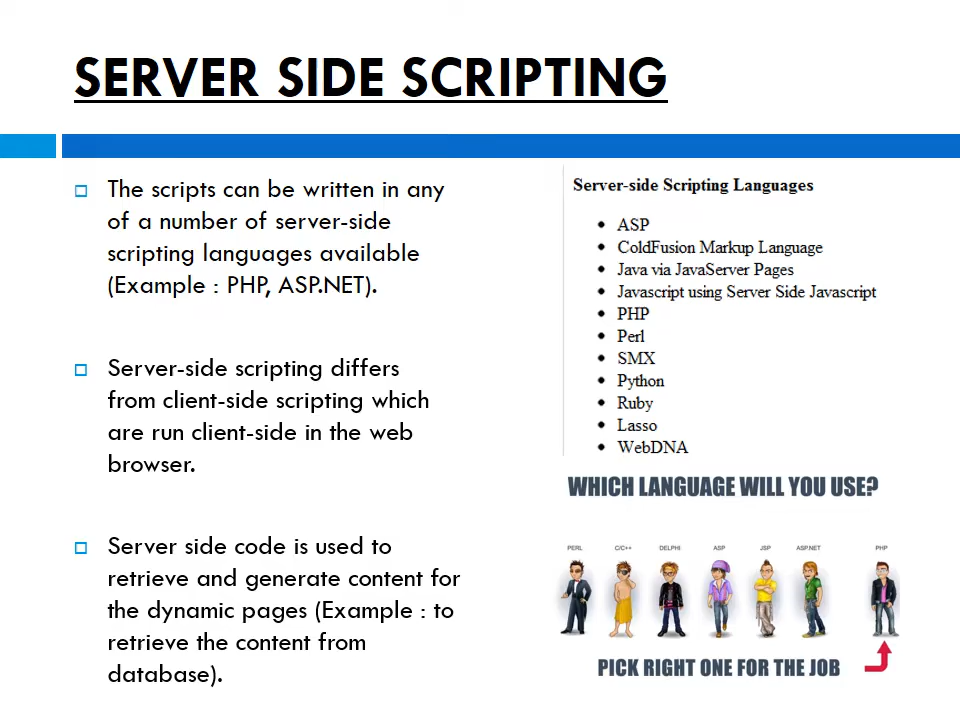 SERVER SIDE SCRIPTING
The scripts can be written in any
of a number of server-side
scripting languages available
(Example : PHP, ASP.NET).
Server-side scripting differs
from client-side scripting which
are run client-side in the web
browser.
Server side code is used to
retrieve and generate content for
the dynamic pages (Example : to
retrieve the content from
database).
Server-side Scripting Languages
ASP
ColdFusion Markup Language
Java via JavaServer Pages
Javascript using Server Side Javascript
PHP
Perl
SMX
Python
Ruby
Lasso
WebDNA
WHICH LANGUAGE WILL YOU USE?
PERL C/C++ DELPHI ASP JSP ASP.NET PHP
PICK RIGHT ONE FOR THE JOB